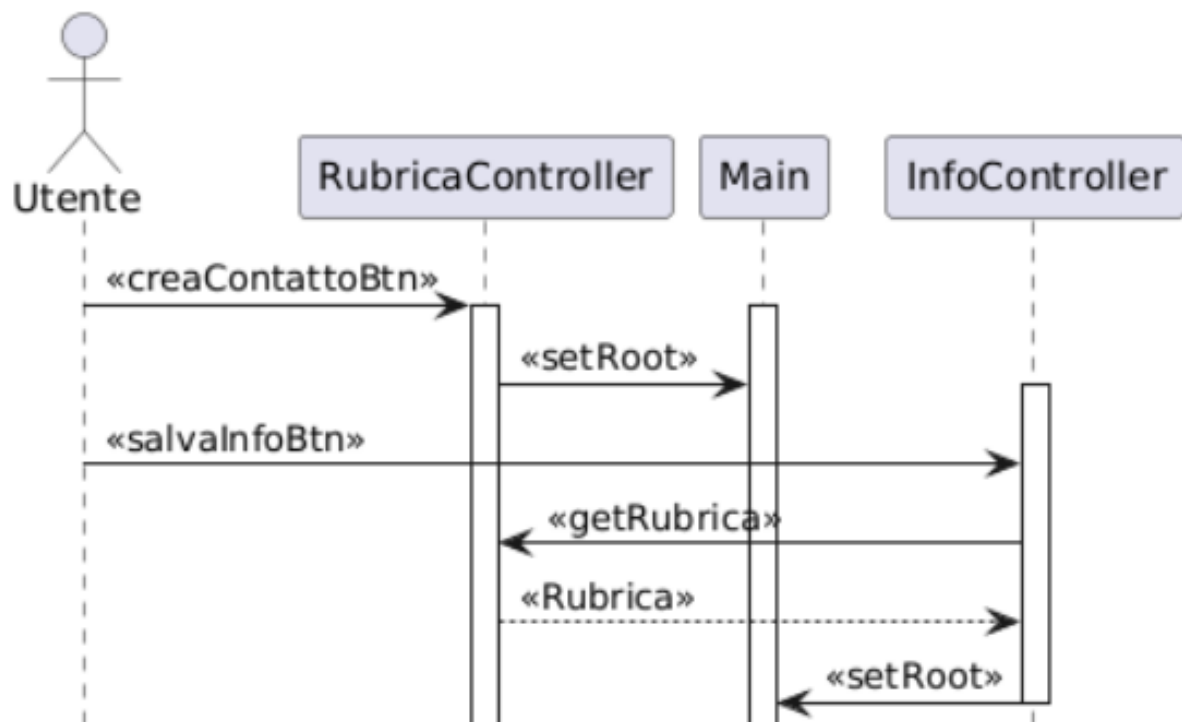 Utente
RubricaController
Main
InfoController
«creaContattoBtn»
«setRoot»
«salvaInfoBtn»
«getRubrica»
«Rubrica»
«setRoot»